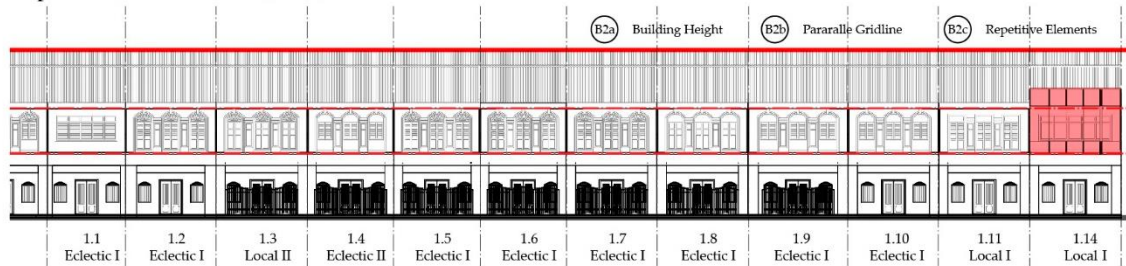 B2a Building Height B2b Pararalle Gridline B2c Repetitive Elements
1.1 1.2 1.3 1.4 1.5 1.6 1.7 1.8 1.9 1.10 1.11 1.14
Eclectic I Eclectic I Local II Eclectic II Eclectic I Eclectic I Eclectic I Eclectic I Eclectic I Eclectic I Local I Local I